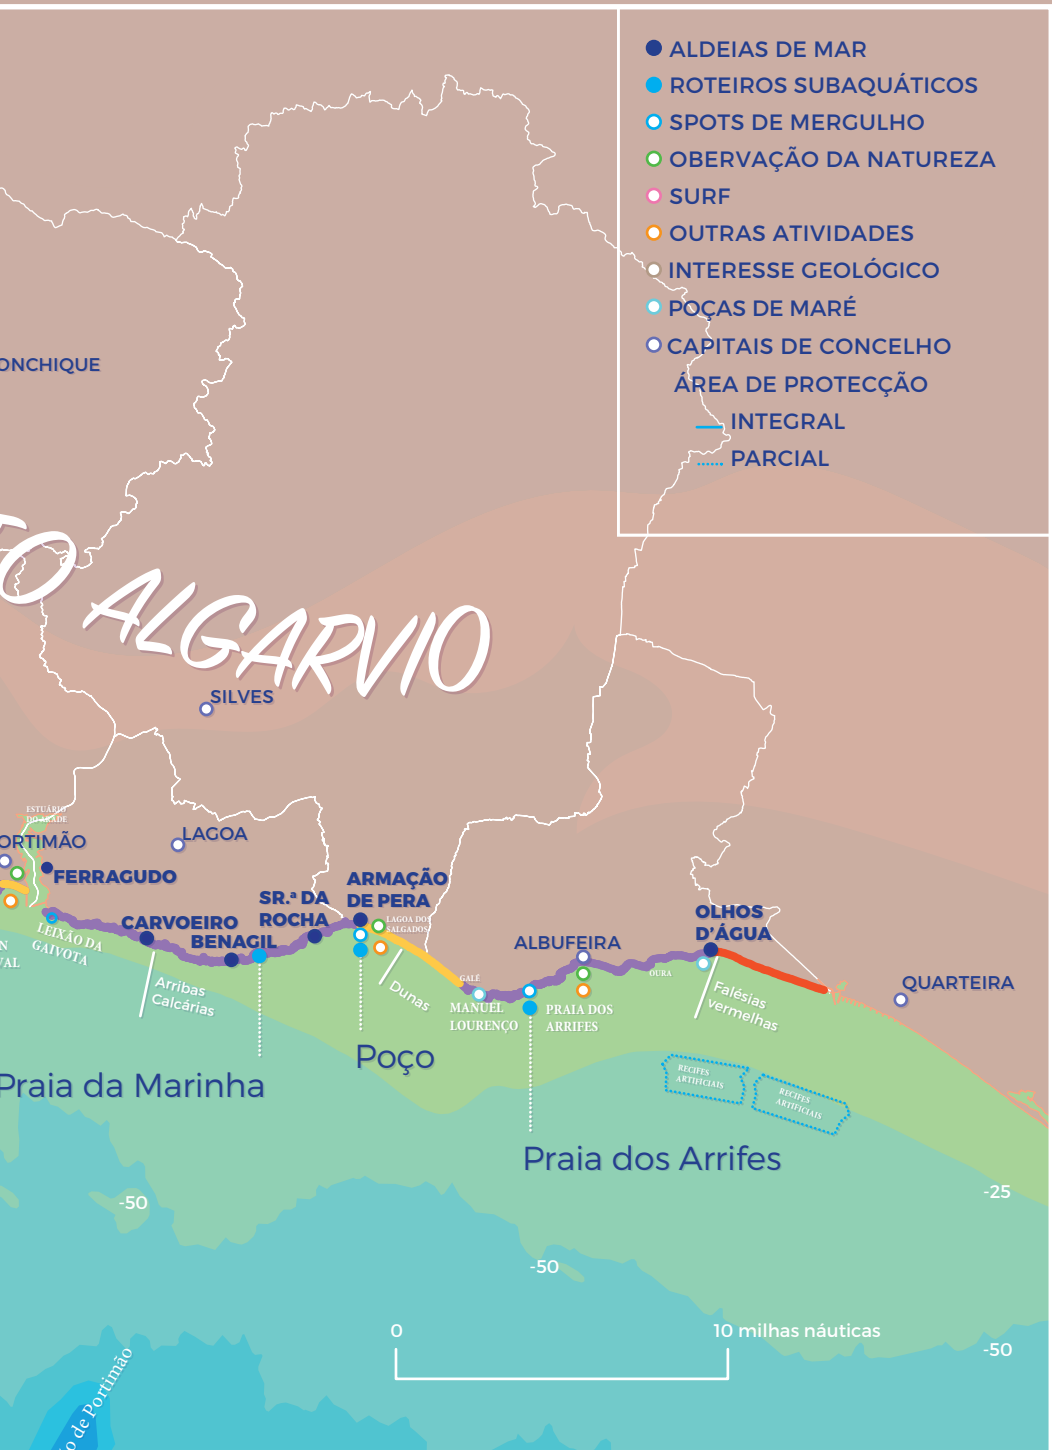 ALDEIAS DE MAR
ROTEIROS SUBAQUÁTICOS
SPOTS DE MERGULHO
OBERVAÇÃO DA NATUREZA
SURF
OUTRAS ATIVIDADES
INTERESSE GEOLÓGICO
POÇAS DE MARÉ
CAPITAIS DE CONCELHO
ÁREA DE PROTECÇÃO
INTEGRAL
PARCIAL
ONCHIQUE
TO ALGARVIO
SILVES
ESTUÁRIO
DO ARADE
ORTIMÃO
LAGOA
FERRAGUDO
ARMAÇÃO
DE PERA
SR.ª DA
ROCHA
CARVOEIRO
BENAGIL
LAGOA DOS
SALGADOS
OLHOS
D'ÁGUA
ALBUFEIRA
LEIXÃO DA
GAIVOTA
N
VAL
GALÉ
OURA
QUARTEIRA
Arribas
Calcárias
Dunas
MANUEL
LOURENÇO
PRAIA DOS
ARRIFES
Falésias
vermelhas
Poço
Praia da Marinha
RECIFES
ARTIFICIAIS
RECIFES
ARTIFICIAIS
Praia dos Arrifes
-25
-50
-50
0
10 milhas náuticas
-50
o de Portimão